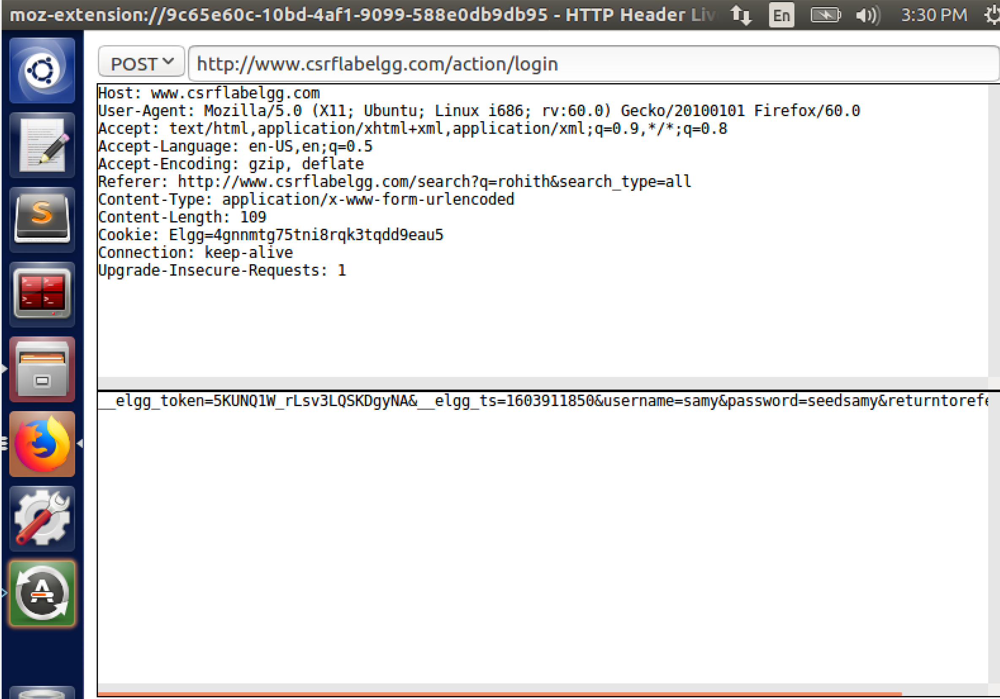 moz-extension://9c65e60c-10bd-4af1-9099-588e0db9db95 - HTTP Header Liv En 3:30 PM
POST http://www.csrflabelgg.com/action/login
Host: www.csrflabelgg.com
User-Agent: Mozilla/5.0 (X11; Ubuntu; Linux i686; rv:60.0) Gecko/20100101 Firefox/60.0
Accept: text/html,application/xhtml+xml,application/xml;q=0.9,*/*;q=0.8
Accept-Language: en-US,en;q=0.5
Accept-Encoding: gzip, deflate
Referer: http://www.csrflabelgg.com/search?q=rohith&search_type=all
Content-Type: application/x-www-form-urlencoded
Content-Length: 109
Cookie: Elgg=4gnnmtg75tni8rqk3tqdd9eau5
Connection: keep-alive
Upgrade-Insecure-Requests: 1
__elgg_token=5KUNQ1W_rLsv3LQSKDgyNA&__elgg_ts=1603911850&username=samy&password=seedsamy&returntorefe